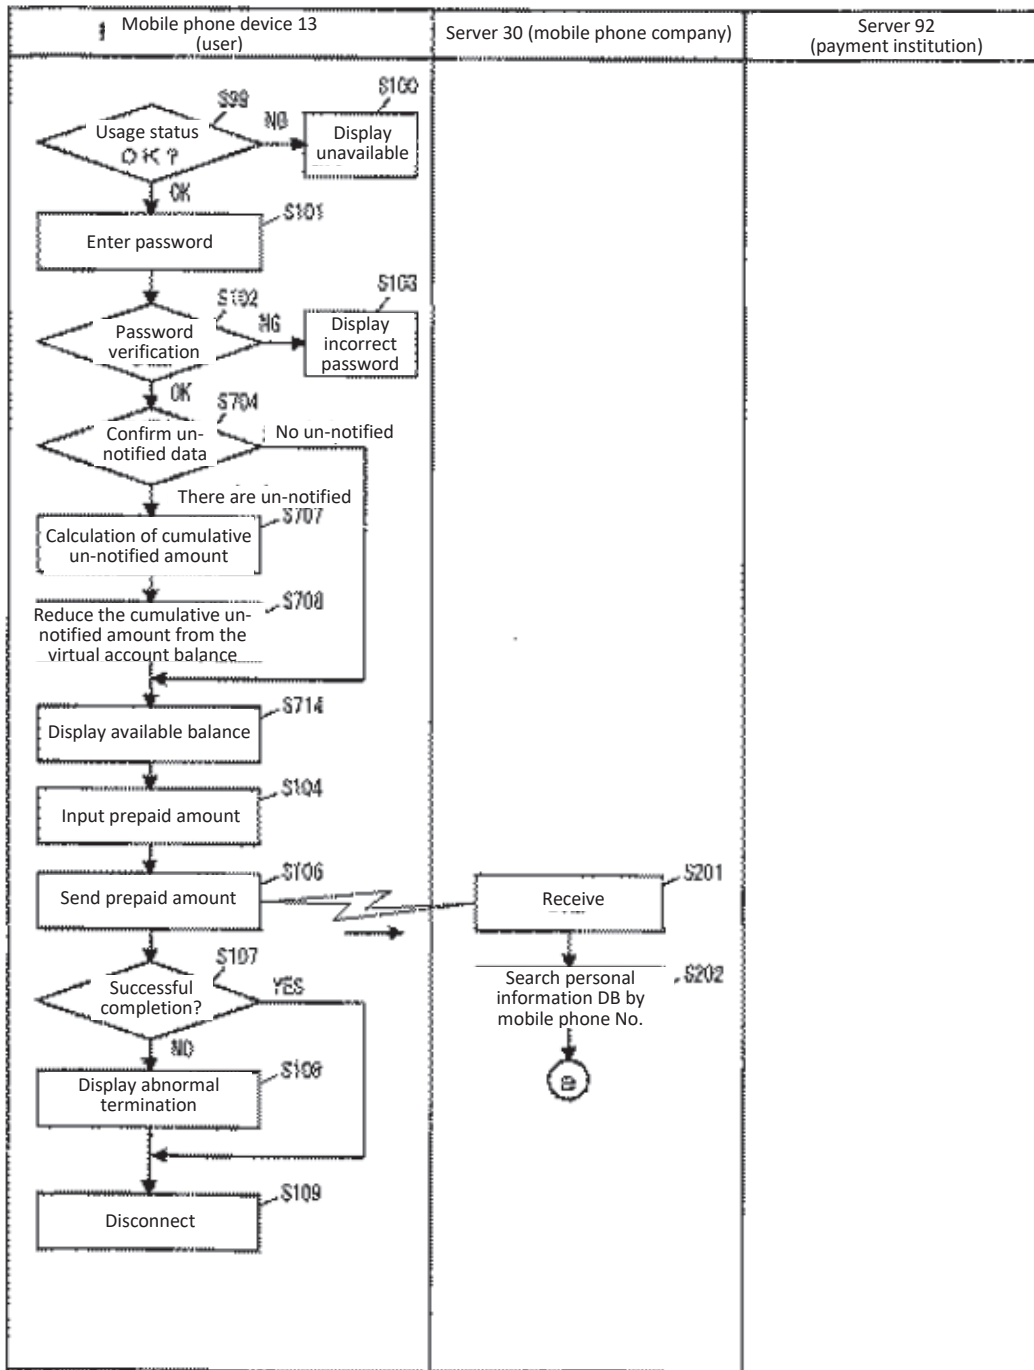 Mobile phone device 13
(user)
Server 30 (mobile phone company)
Server 92
(payment institution)
S99
Usage status
OK?
NG
S100
Display
unavailable
OK
S101
Enter password
S102
Password
verification
NG
S103
Display
incorrect
password
OK
S704
Confirm un-
notified data
No un-notified
There are un-notified
S707
Calculation of cumulative
un-notified amount
S708
Reduce the cumulative un-
notified amount from the
virtual account balance
S714
Display available balance
S104
Input prepaid amount
S106
Send prepaid amount
S201
Receive
S107
Successful
completion?
YES
S202
Search personal
information DB by
mobile phone No.
NO
S108
Display abnormal
termination
S109
Disconnect